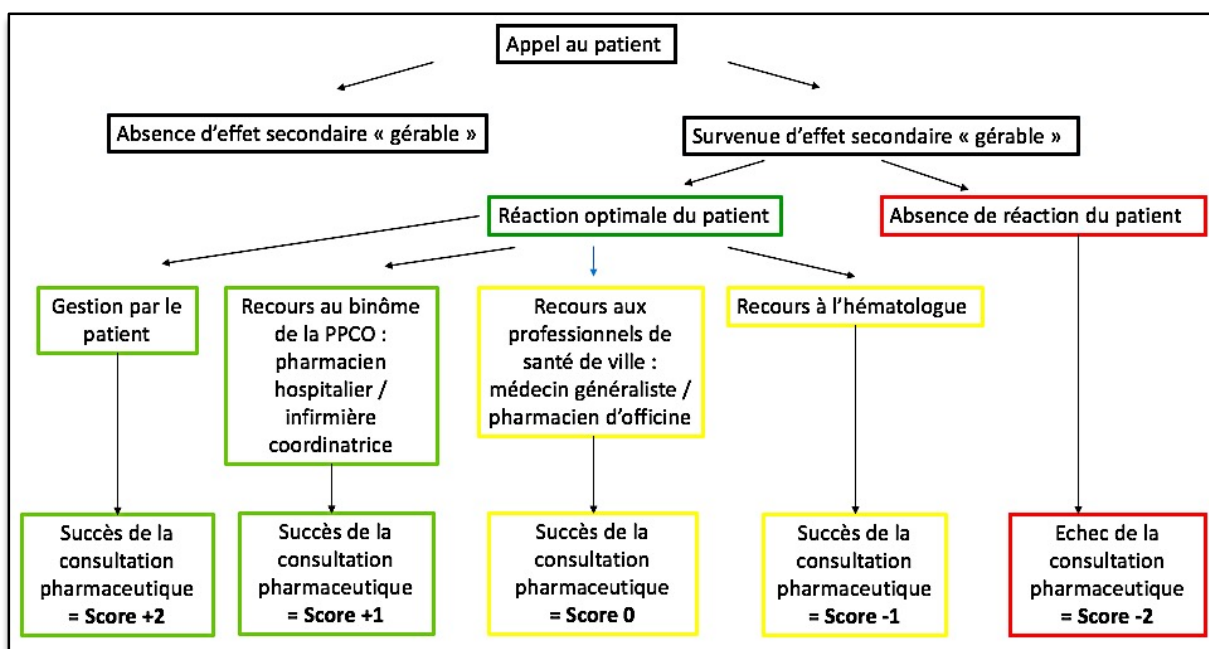 Appel au patient
Absence d'effet secondaire « gérable »
Survenue d'effet secondaire « gérable »
Réaction optimale du patient
Absence de réaction du patient
Gestion par le
patient
Recours au binôme
de la PPCO :
pharmacien
hospitalier /
infirmière
coordinatrice
Recours aux
professionnels de
santé de ville :
médecin généraliste /
pharmacien d'officine
Recours à l'hématologue
Succès de la
consultation
pharmaceutique
= Score +2
Succès de la
consultation
pharmaceutique
= Score +1
Succès de la
consultation
pharmaceutique
= Score 0
Succès de la
consultation
pharmaceutique
= Score -1
Echec de la
consultation
pharmaceutique
= Score -2